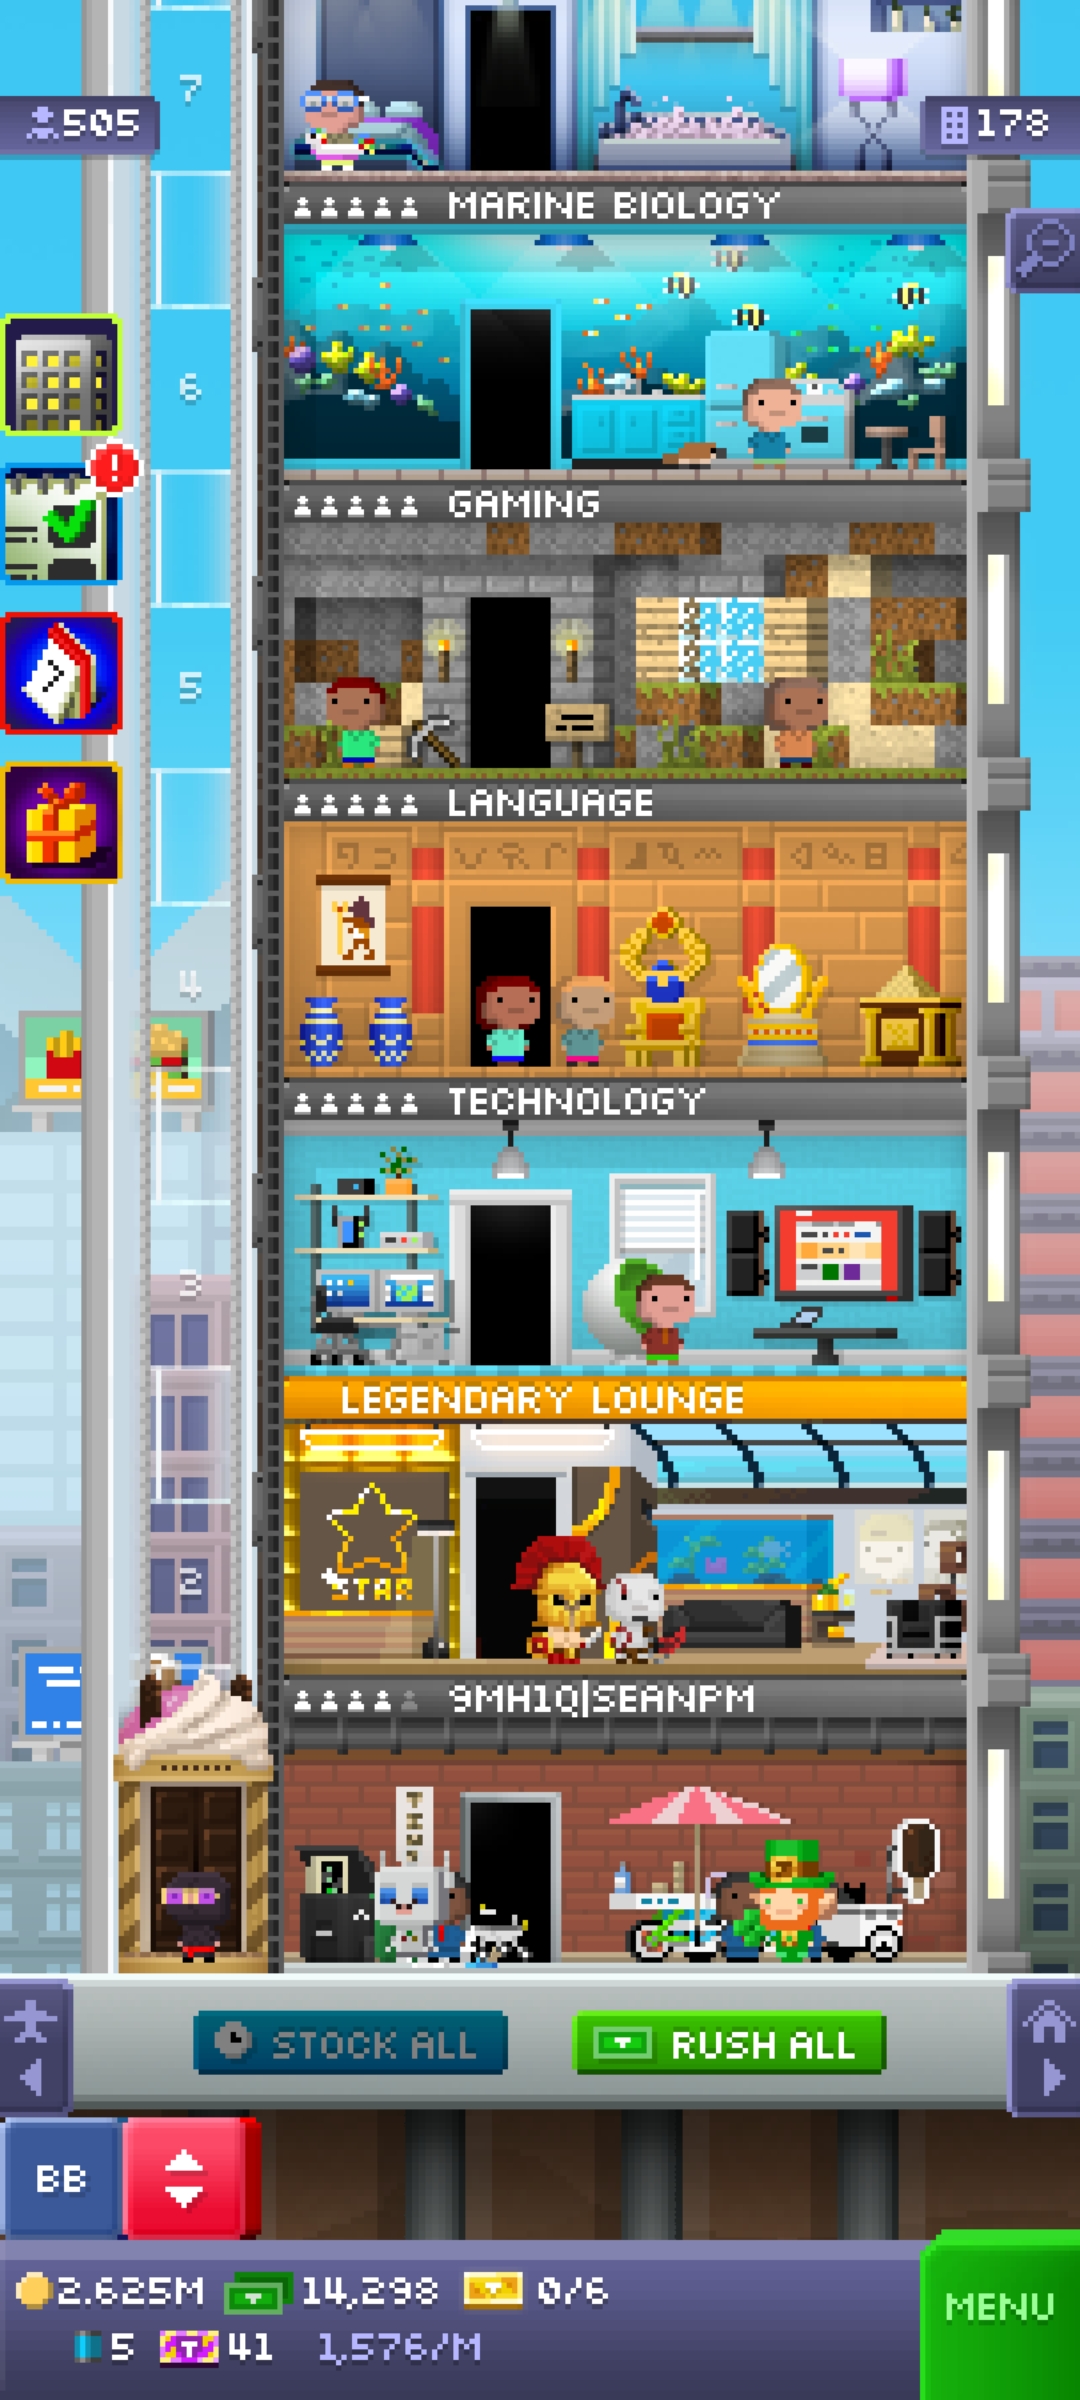 7
505
178
MARINE BIOLOGY
6
GAMING
5
LANGUAGE
4
TECHNOLOGY
3
LEGENDARY LOUNGE
STAR
2
9MH1Q|SEANPM
STOCK ALL
RUSH ALL
BB
2.625M 14,298 0/6
MENU
5 41 1,576/M